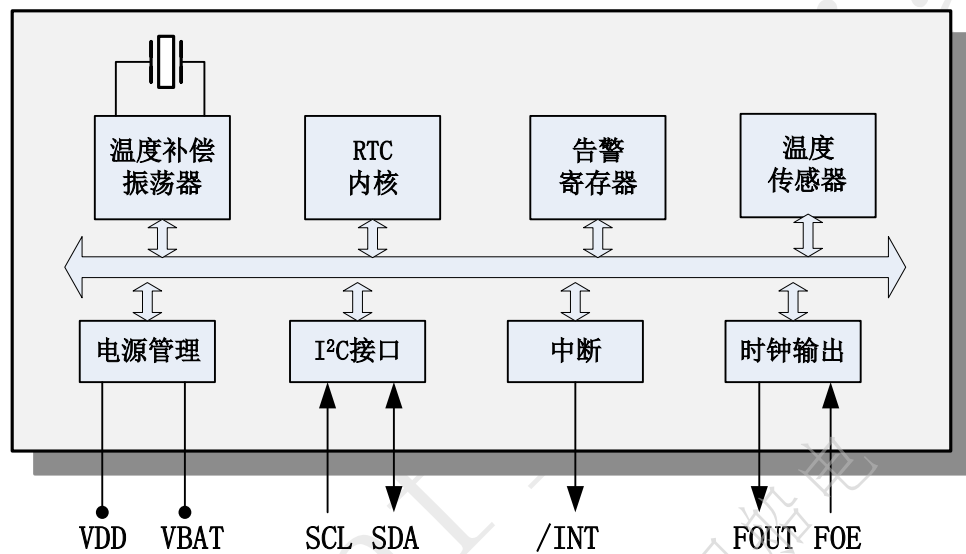 温度补偿
振荡器
RTC
内核
告警
寄存器
温度
传感器
电源管理
I²C接口
中断
时钟输出
VDD VBAT SCL SDA /INT FOUT FOE